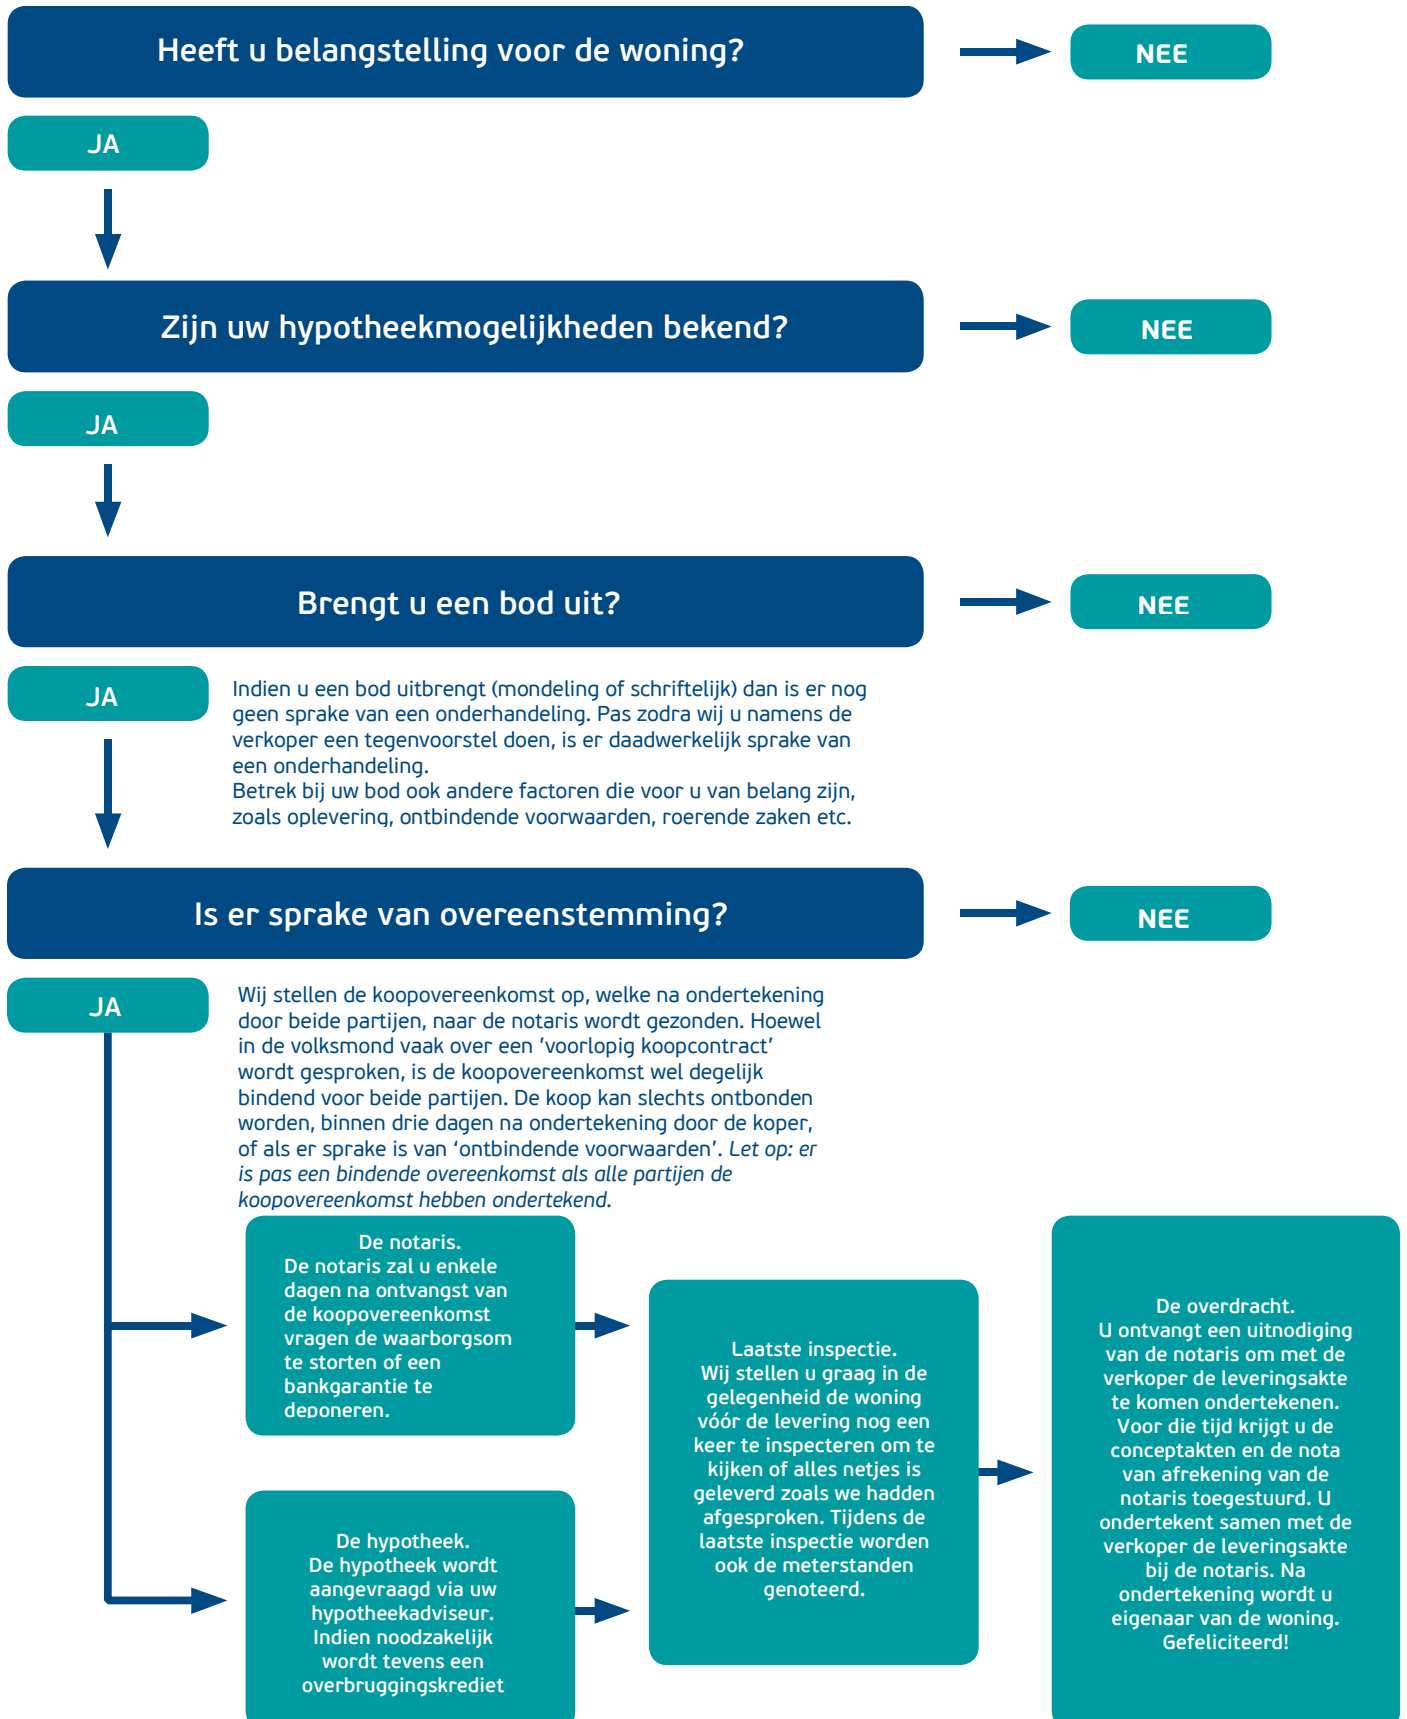 Heeft u belangstelling voor de woning?
NEE
JA
Zijn uw hypotheekmogelijkheden bekend?
NEE
JA
Brengt u een bod uit?
NEE
JA
Indien u een bod uitbrengt (mondeling of schriftelijk) dan is er nog
geen sprake van een onderhandeling. Pas zodra wij u namens de
verkoper een tegenvoorstel doen, is er daadwerkelijk sprake van
een onderhandeling.
Betrek bij uw bod ook andere factoren die voor u van belang zijn,
zoals oplevering, ontbindende voorwaarden, roerende zaken etc.
Is er sprake van overeenstemming?
NEE
JA
Wij stellen de koopovereenkomst op, welke na ondertekening
door beide partijen, naar de notaris wordt gezonden. Hoewel
in de volksmond vaak over een 'voorlopig koopcontract'
wordt gesproken, is de koopovereenkomst wel degelijk
bindend voor beide partijen. De koop kan slechts ontbonden
worden, binnen drie dagen na ondertekening door de koper,
of als er sprake is van ‘ontbindende voorwaarden’. Let op: er
is pas een bindende overeenkomst als alle partijen de
koopovereenkomst hebben ondertekend.
De notaris.
De notaris zal u enkele
dagen na ontvangst van
de koopovereenkomst
vragen de waarborgsom
te storten of een
bankgarantie te
deponeren.
De hypotheek.
De hypotheek wordt
aangevraagd via uw
hypotheekadviseur.
Indien noodzakelijk
wordt tevens een
overbruggingskrediet
Laatste inspectie.
Wij stellen u graag in de
gelegenheid de woning
vóór de levering nog een
keer te inspecteren om te
kijken of alles netjes is
geleverd zoals we hadden
afgesproken. Tijdens de
laatste inspectie worden
ook de meterstanden
genoteerd.
De overdracht.
U ontvangt een uitnodiging
van de notaris om met de
verkoper de leveringsakte
te komen ondertekenen.
Voor die tijd krijgt u de
conceptakten en de nota
van afrekening van de
notaris toegestuurd. U
ondertekent samen met de
verkoper de leveringsakte
bij de notaris. Na
ondertekening wordt u
eigenaar van de woning.
Gefeliciteerd!